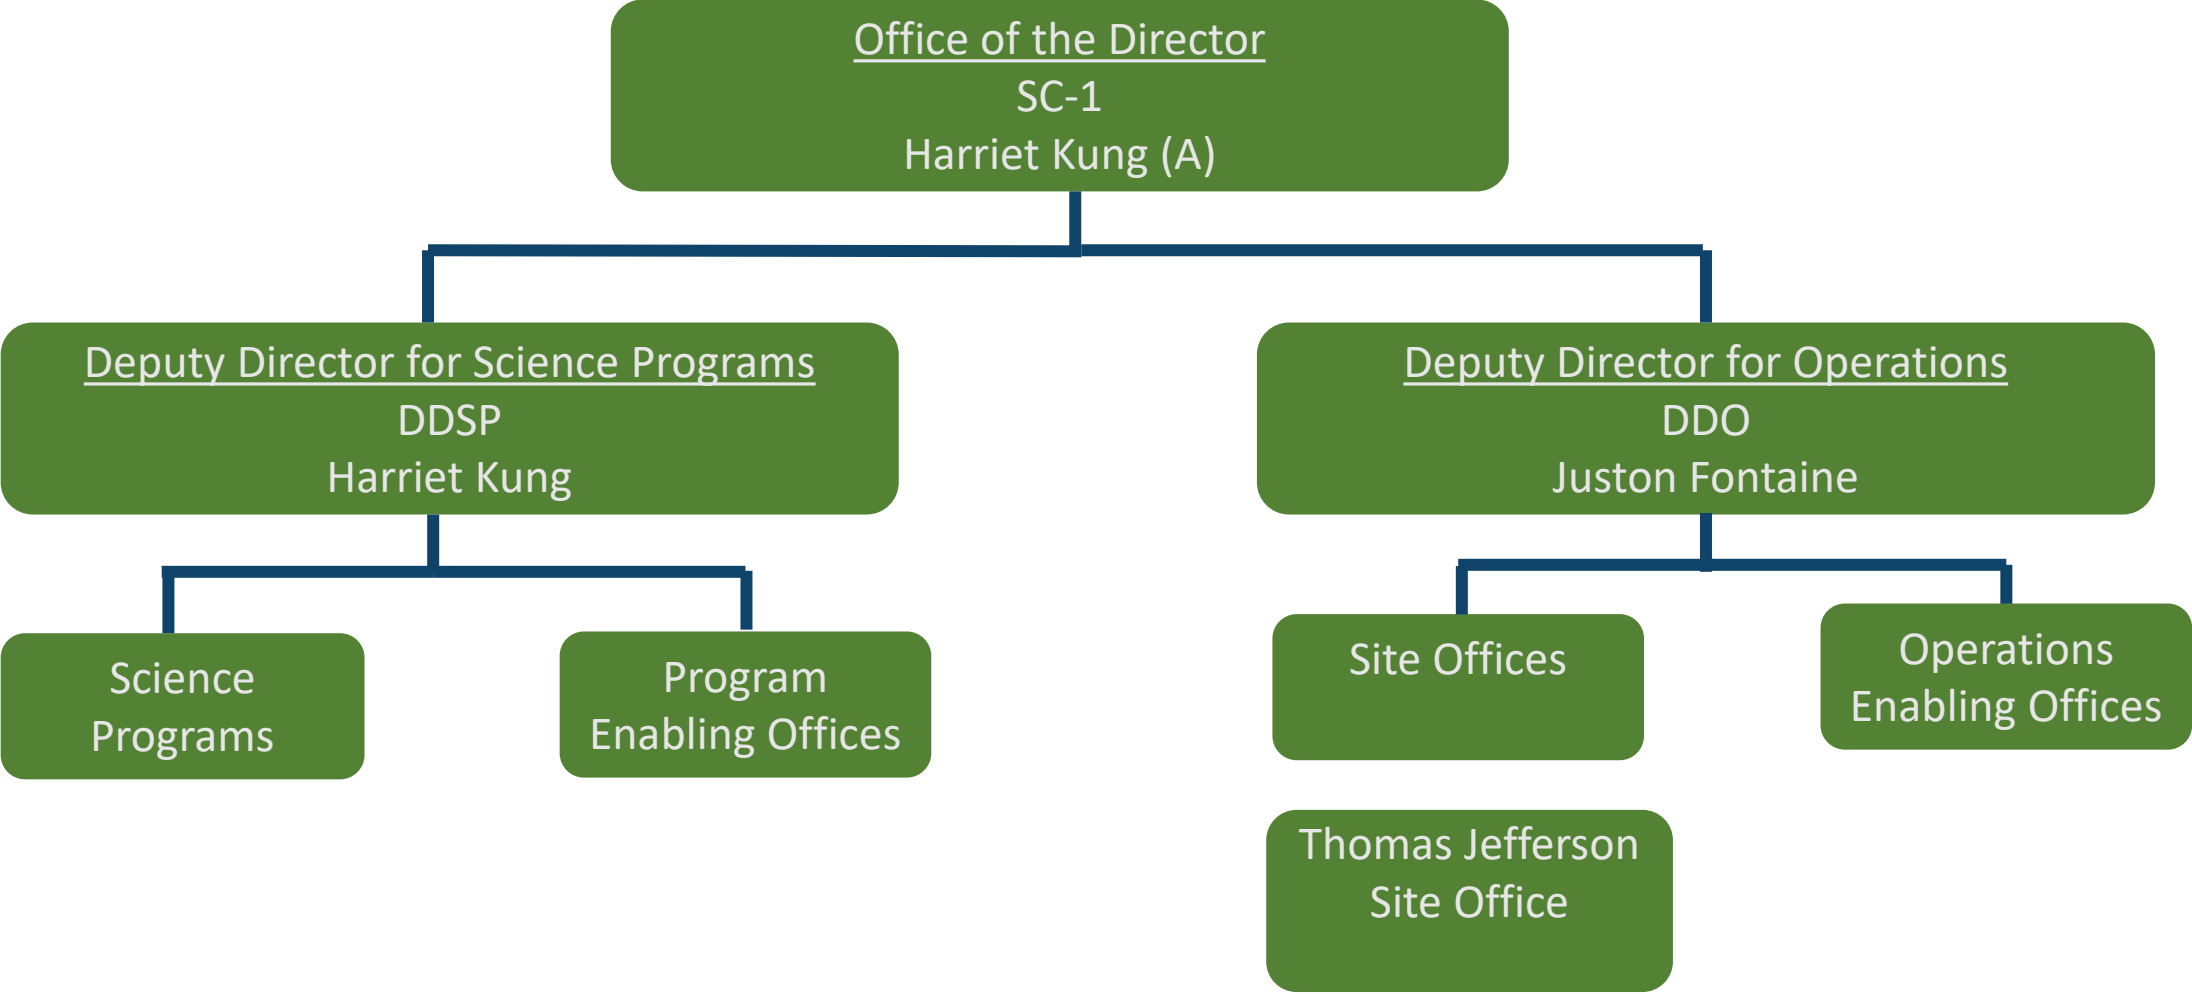 Office of the Director
SC-1
Harriet Kung (A)
Deputy Director for Science Programs
DDSP
Harriet Kung
Deputy Director for Operations
DDO
Juston Fontaine
Science
Programs
Program
Enabling Offices
Site Offices
Operations
Enabling Offices
Thomas Jefferson
Site Office